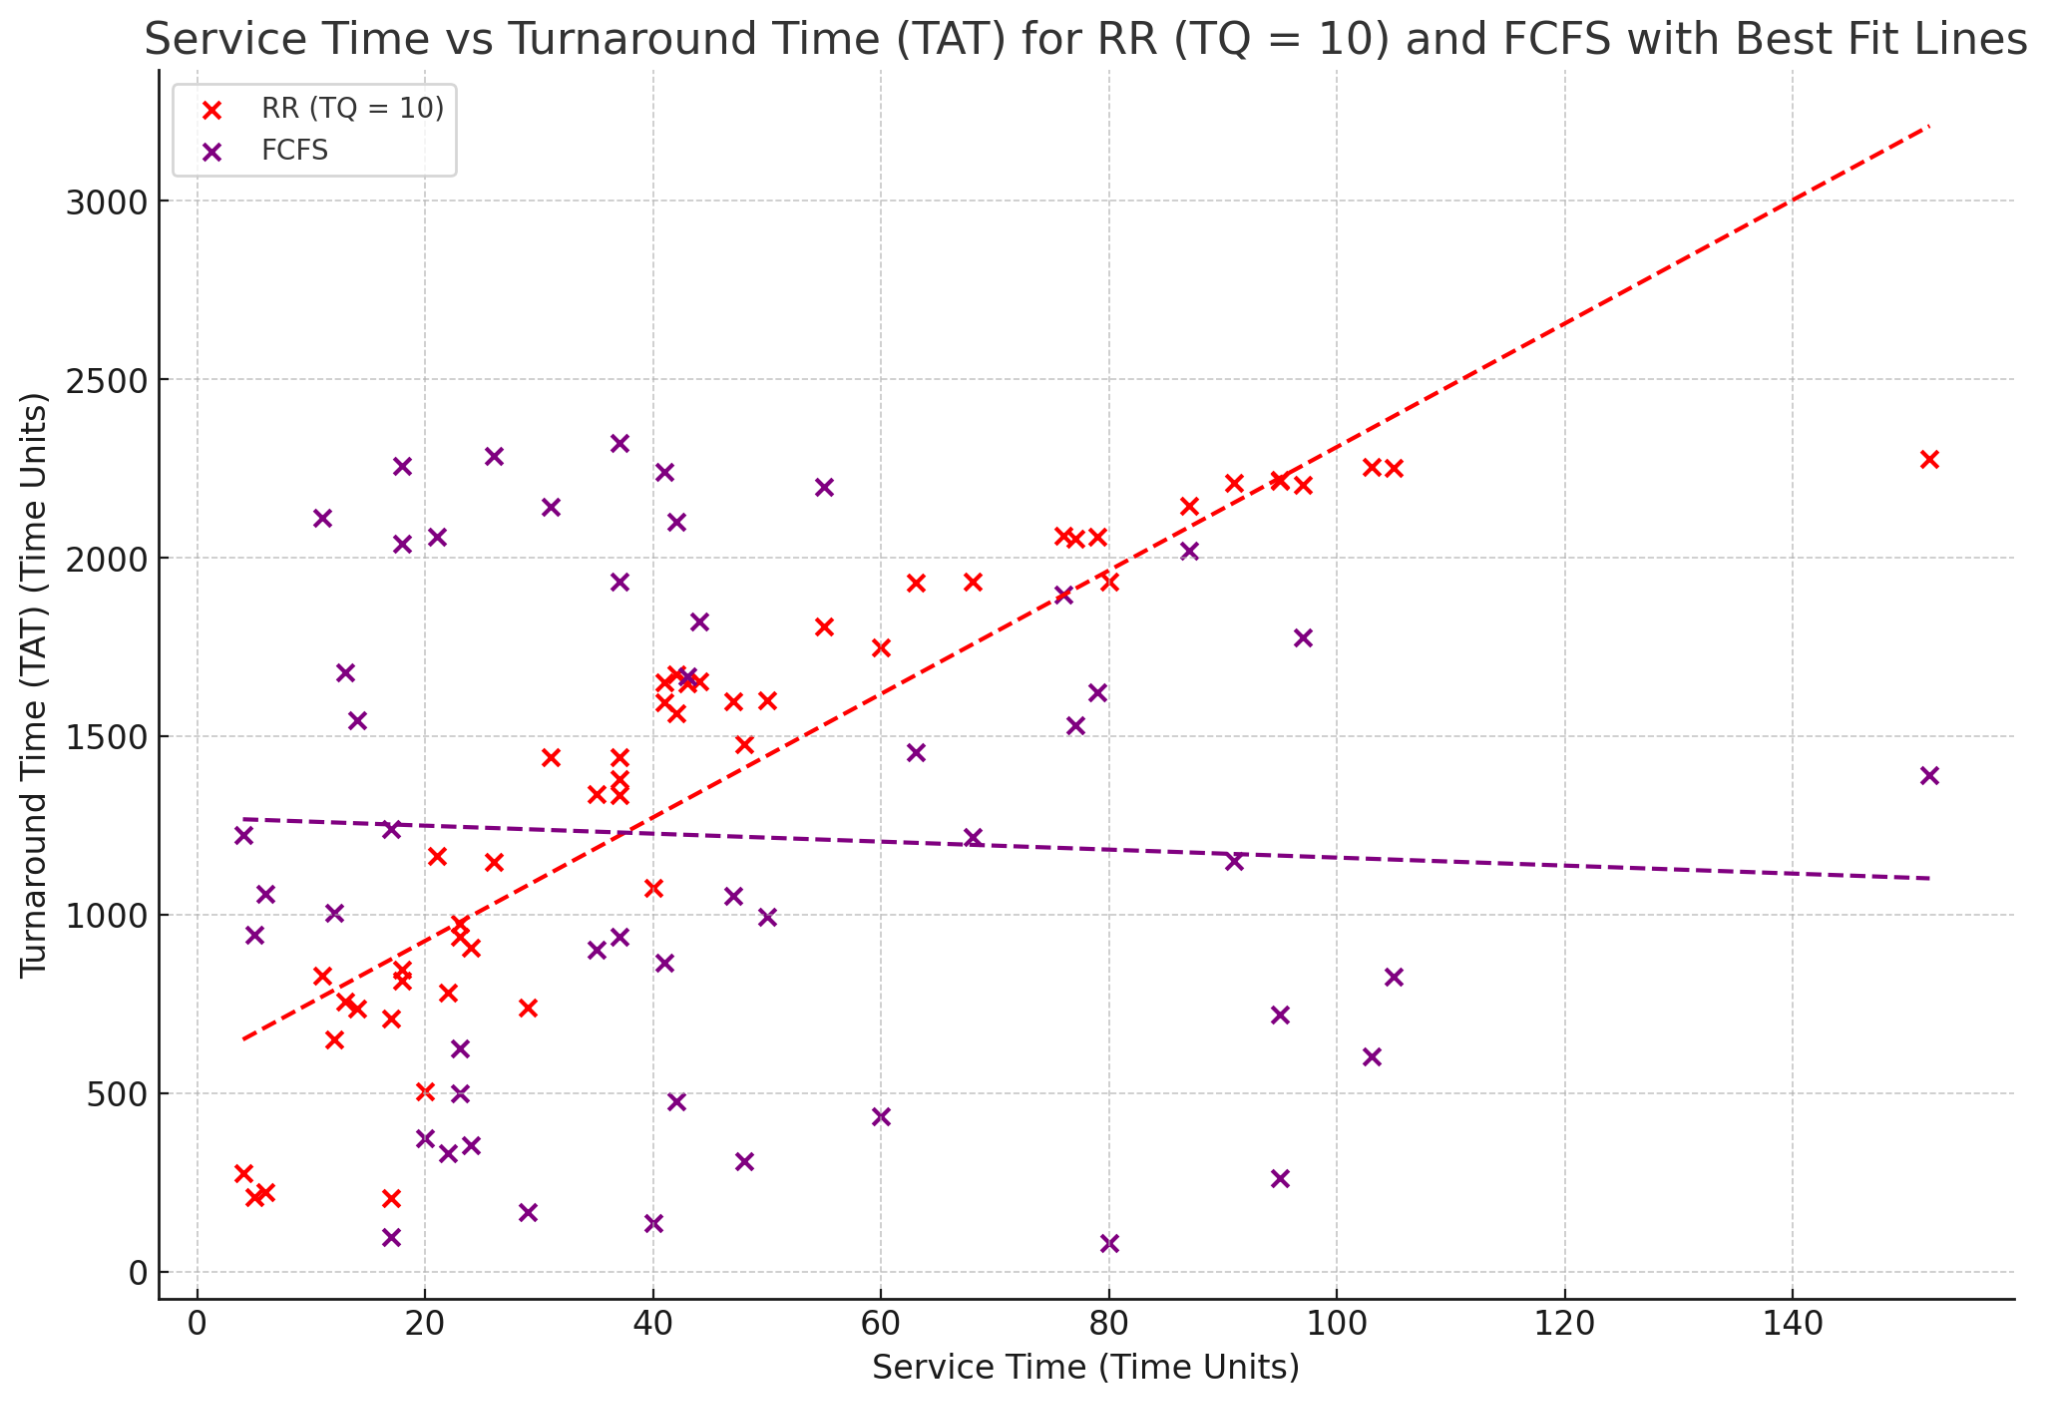 Service Time vs Turnaround Time (TAT) for RR (TQ = 10) and FCFS with Best Fit Lines
RR (TQ = 10)
FCFS
Turnaround Time (TAT) (Time Units)
3000
2500
2000
1500
1000
500
0
0 20 40 60 80 100 120 140
Service Time (Time Units)